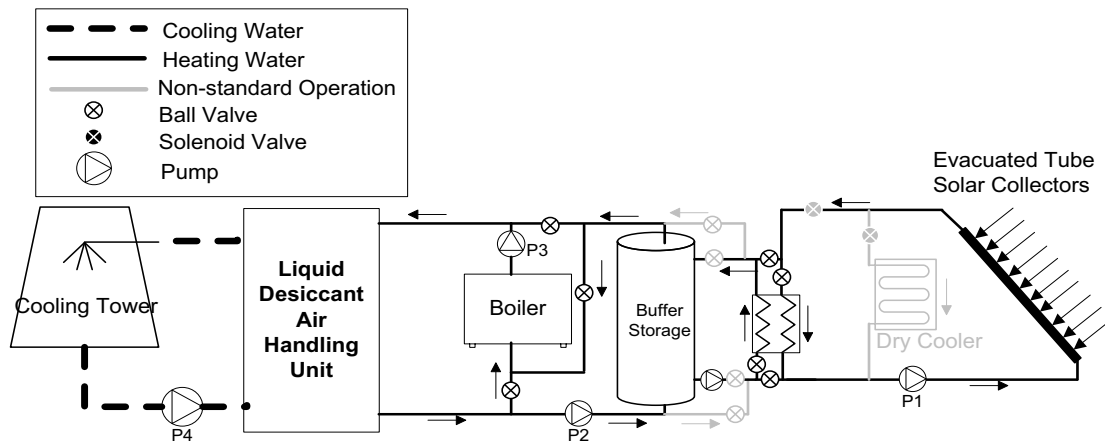 Cooling Water
Heating Water
Non-standard Operation
Ball Valve
Solenoid Valve
Pump
Evacuated Tube
Solar Collectors
Cooling Tower
Liquid
Desiccant
Air
Handling
Unit
P3
Boiler
Buffer
Storage
Dry Cooler
P4
P2
P1